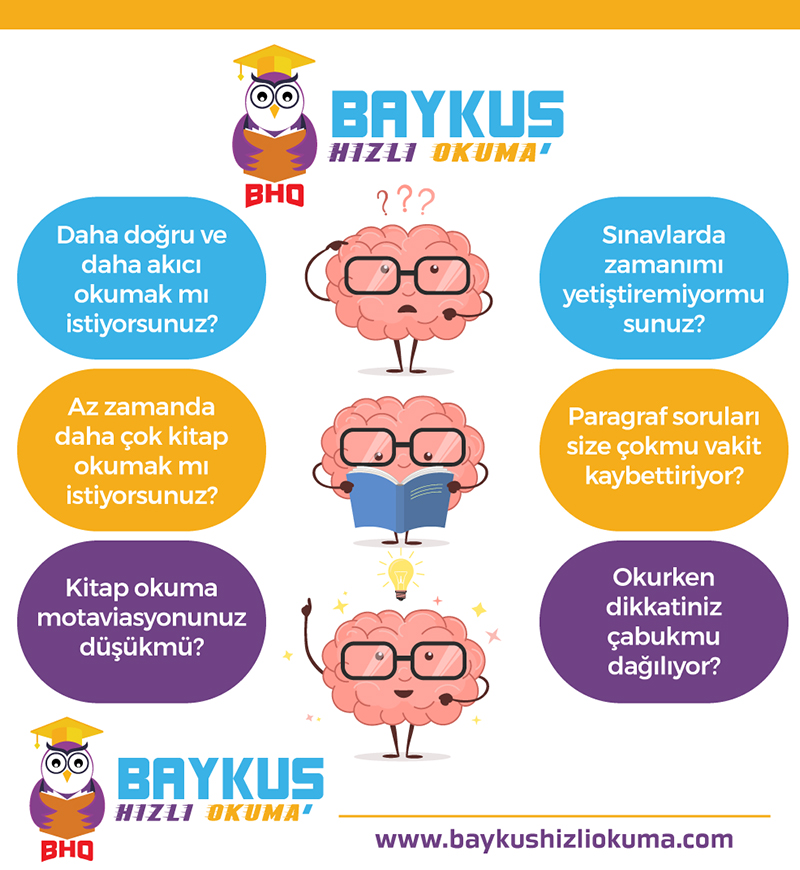 BAYKUS
HIZLI OKUMA'
BHO
Daha doğru ve
daha akıcı
okumak mı
istiyorsunuz?
???
Sınavlarda
zamanımı
yetiştiremiyormu
sunuz?
Az zamanda
daha çok kitap
okumak mı
istiyorsunuz?
Paragraf soruları
size çokmu vakit
kaybettiriyor?
Kitap okuma
motaviasyonunuz
düşükmü?
Okurken
dikkatiniz
çabukmu
dağılıyor?
BAYKUS
HIZLI OKUMA'
BHO
www.baykushizliokuma.com